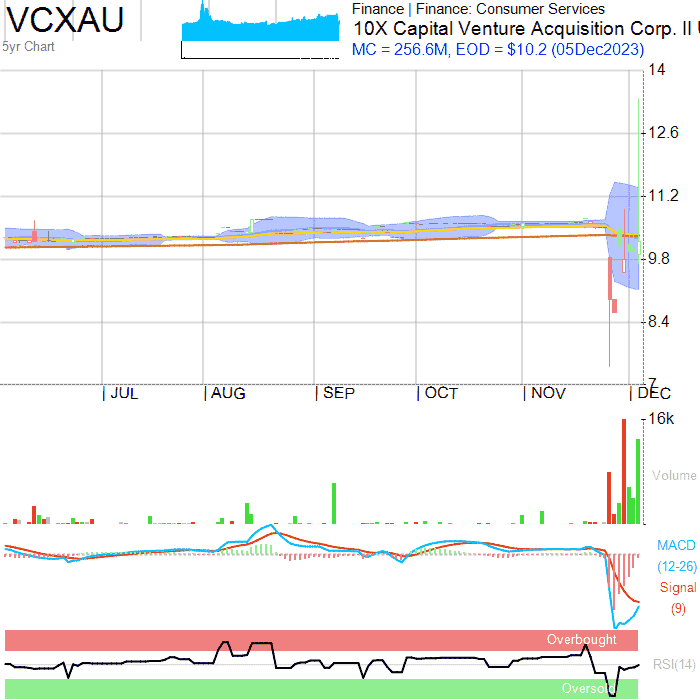 VCXAU
5yr Chart
Finance | Finance: Consumer Services
10X Capital Venture Acquisition Corp. II
MC = 256.6M, EOD = $10.2 (05Dec2023)
14
12.6
11.2
9.8
8.4
7
JUL AUG SEP OCT NOV DEC
16k
Volume
MACD
(12-26)
Signal
(9)
Overbought
RSI(14)
Oversold